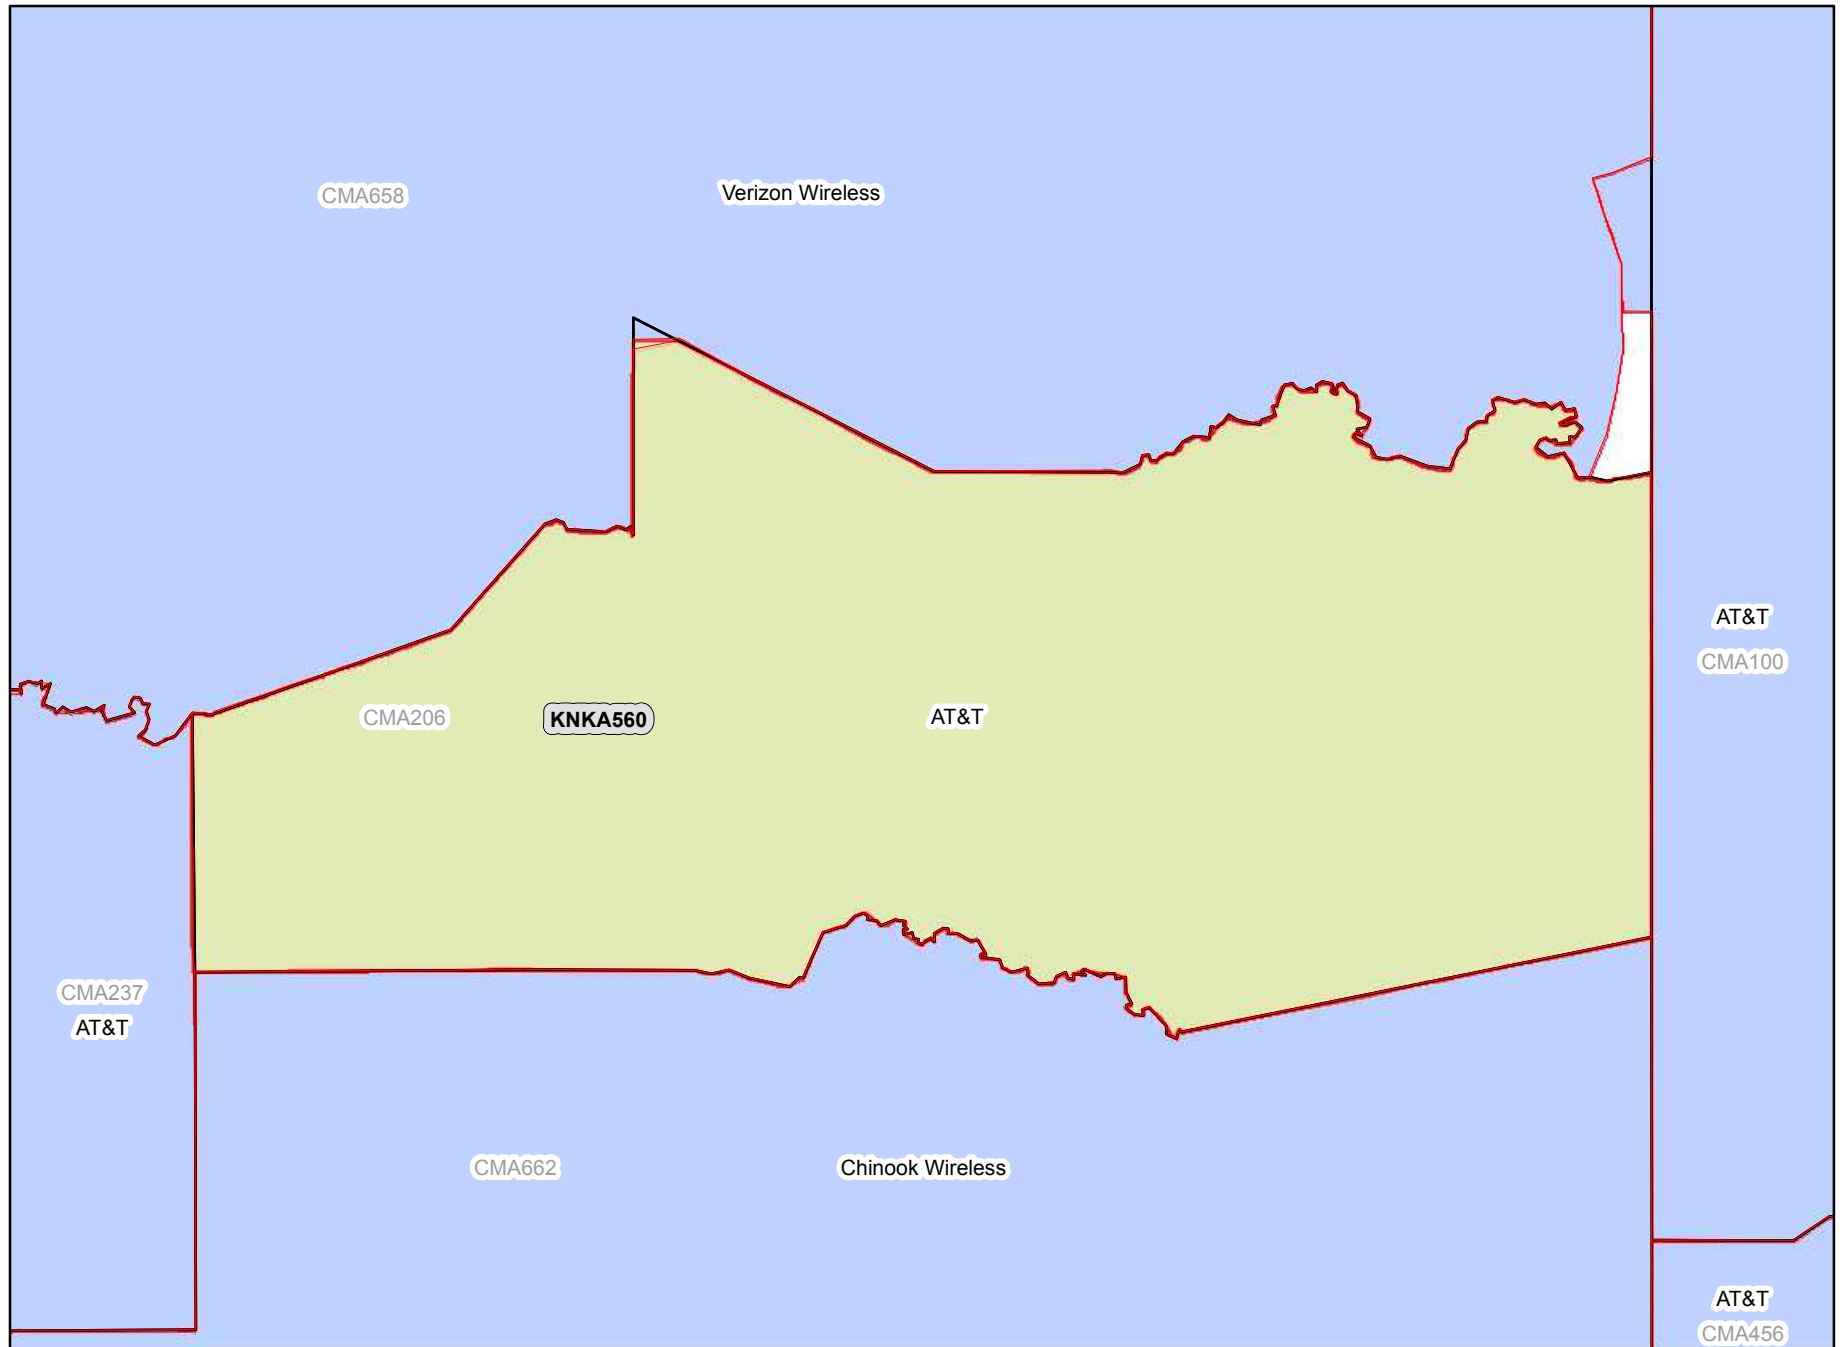 CMA658
Verizon Wireless
AT&T
CMA100
CMA206
KNKA560
AT&T
CMA237
AT&T
CMA662
Chinook Wireless
AT&T
CMA456